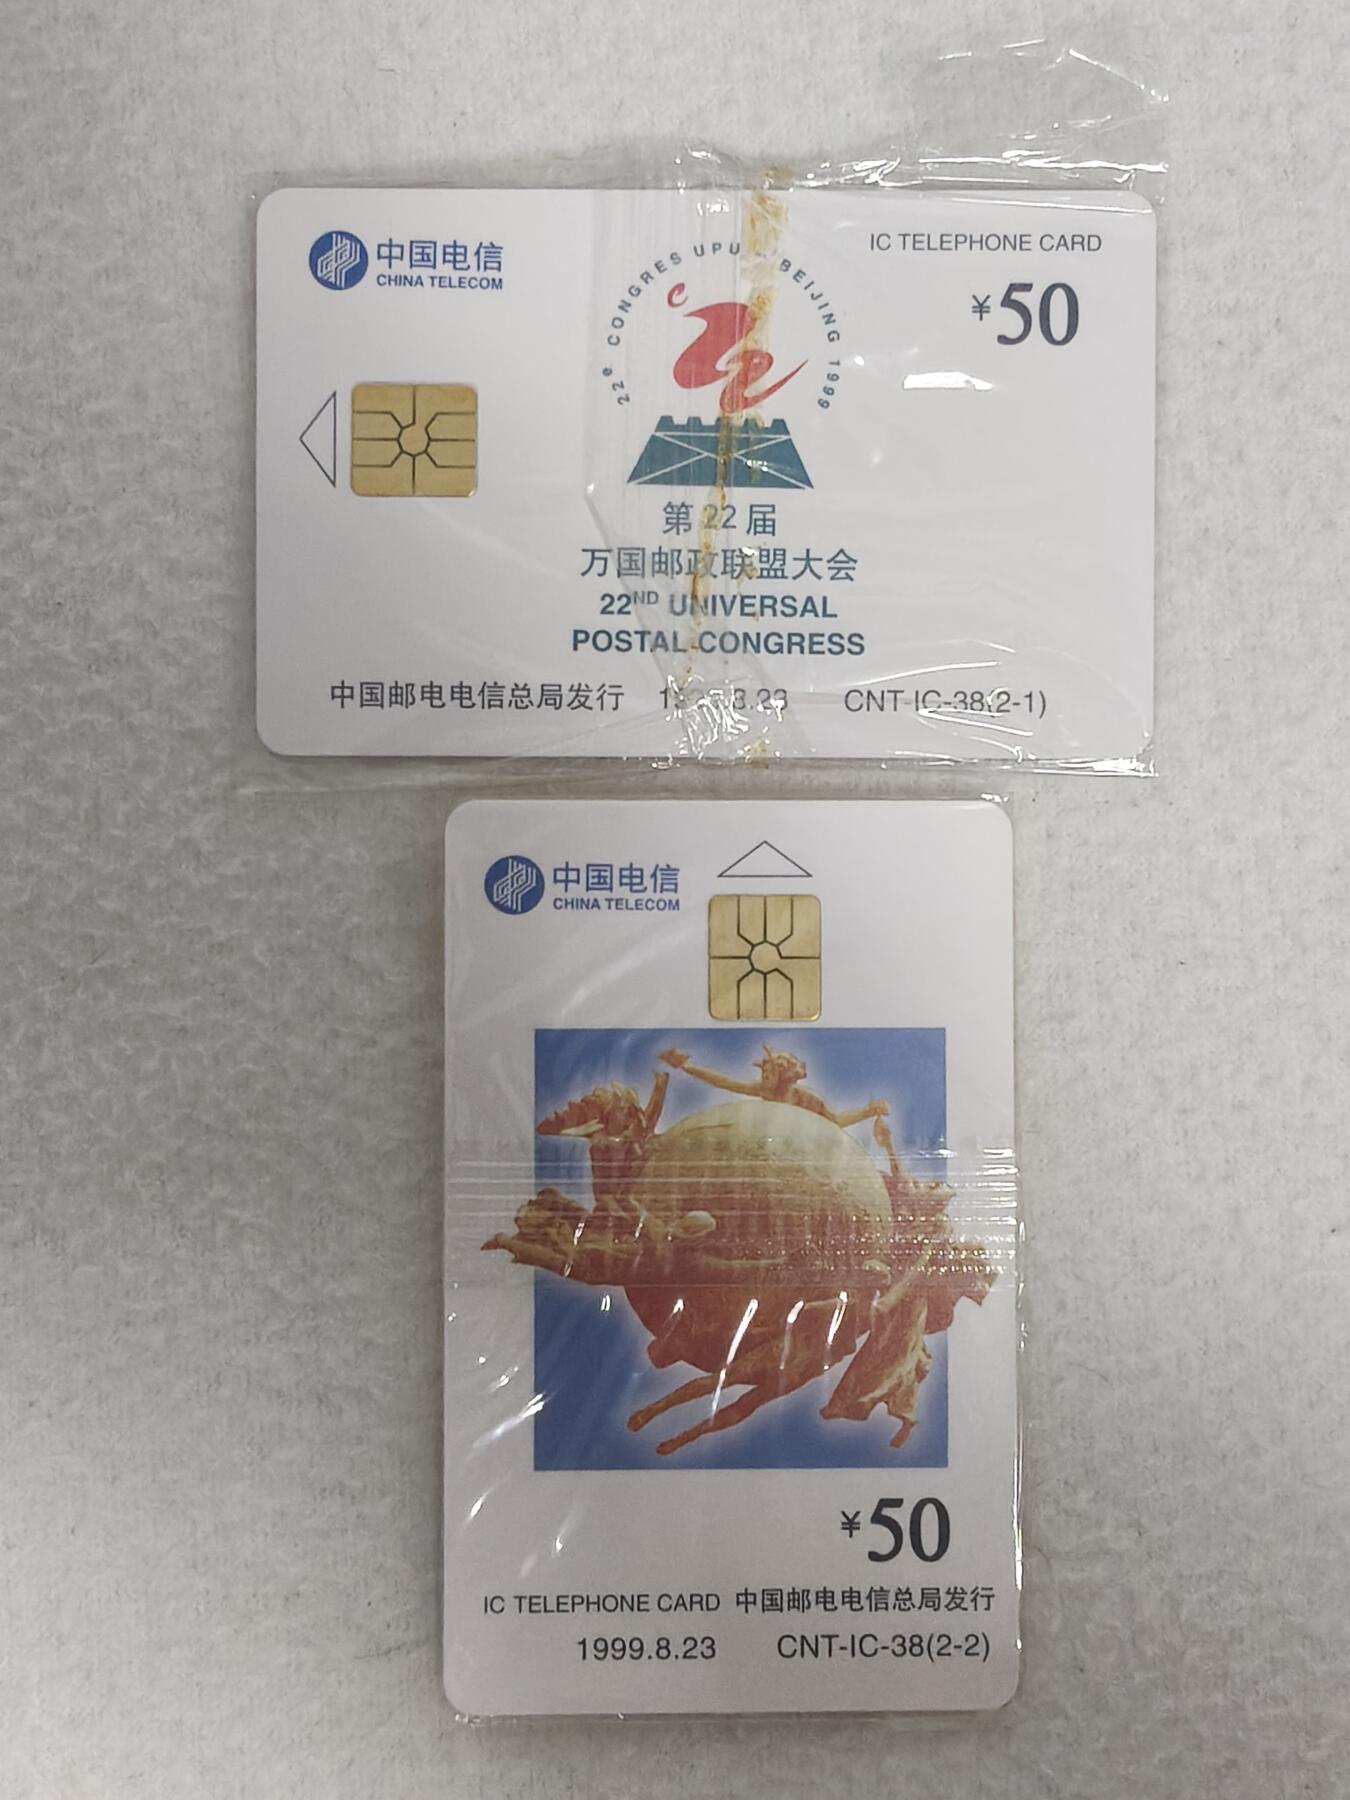 中国电信
CHINA TELECOM
22e CONGRES UPU BEIJING 1999
IC TELEPHONE CARD
¥50
第22届
万国邮政联盟大会
22ND UNIVERSAL
POSTAL CONGRESS
中国邮电电信总局发行 CNT-IC-38(2-1)
中国电信
CHINA TELECOM
¥50
IC TELEPHONE CARD 中国邮电电信总局发行
1999.8.23 CNT-IC-38(2-2)